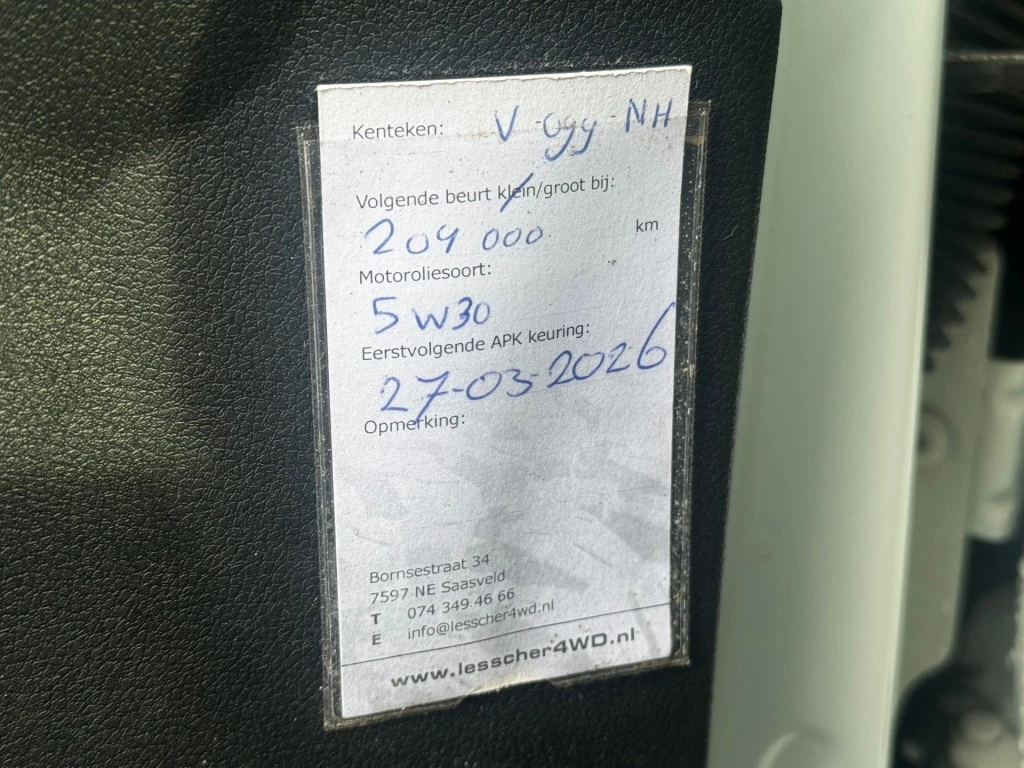 Kenteken: V-099-NH
Volgende beurt klein/groot bij:
204 000 km
Motoroliesoort:
5W30
Eerstvolgende APK keuring:
27-03-2026
Opmerking:
Bornsestraat 34
7597 NE Saasveld
T 074 349 46 66
E info@lesscher4wd.nl
www.lesscher4WD.nl